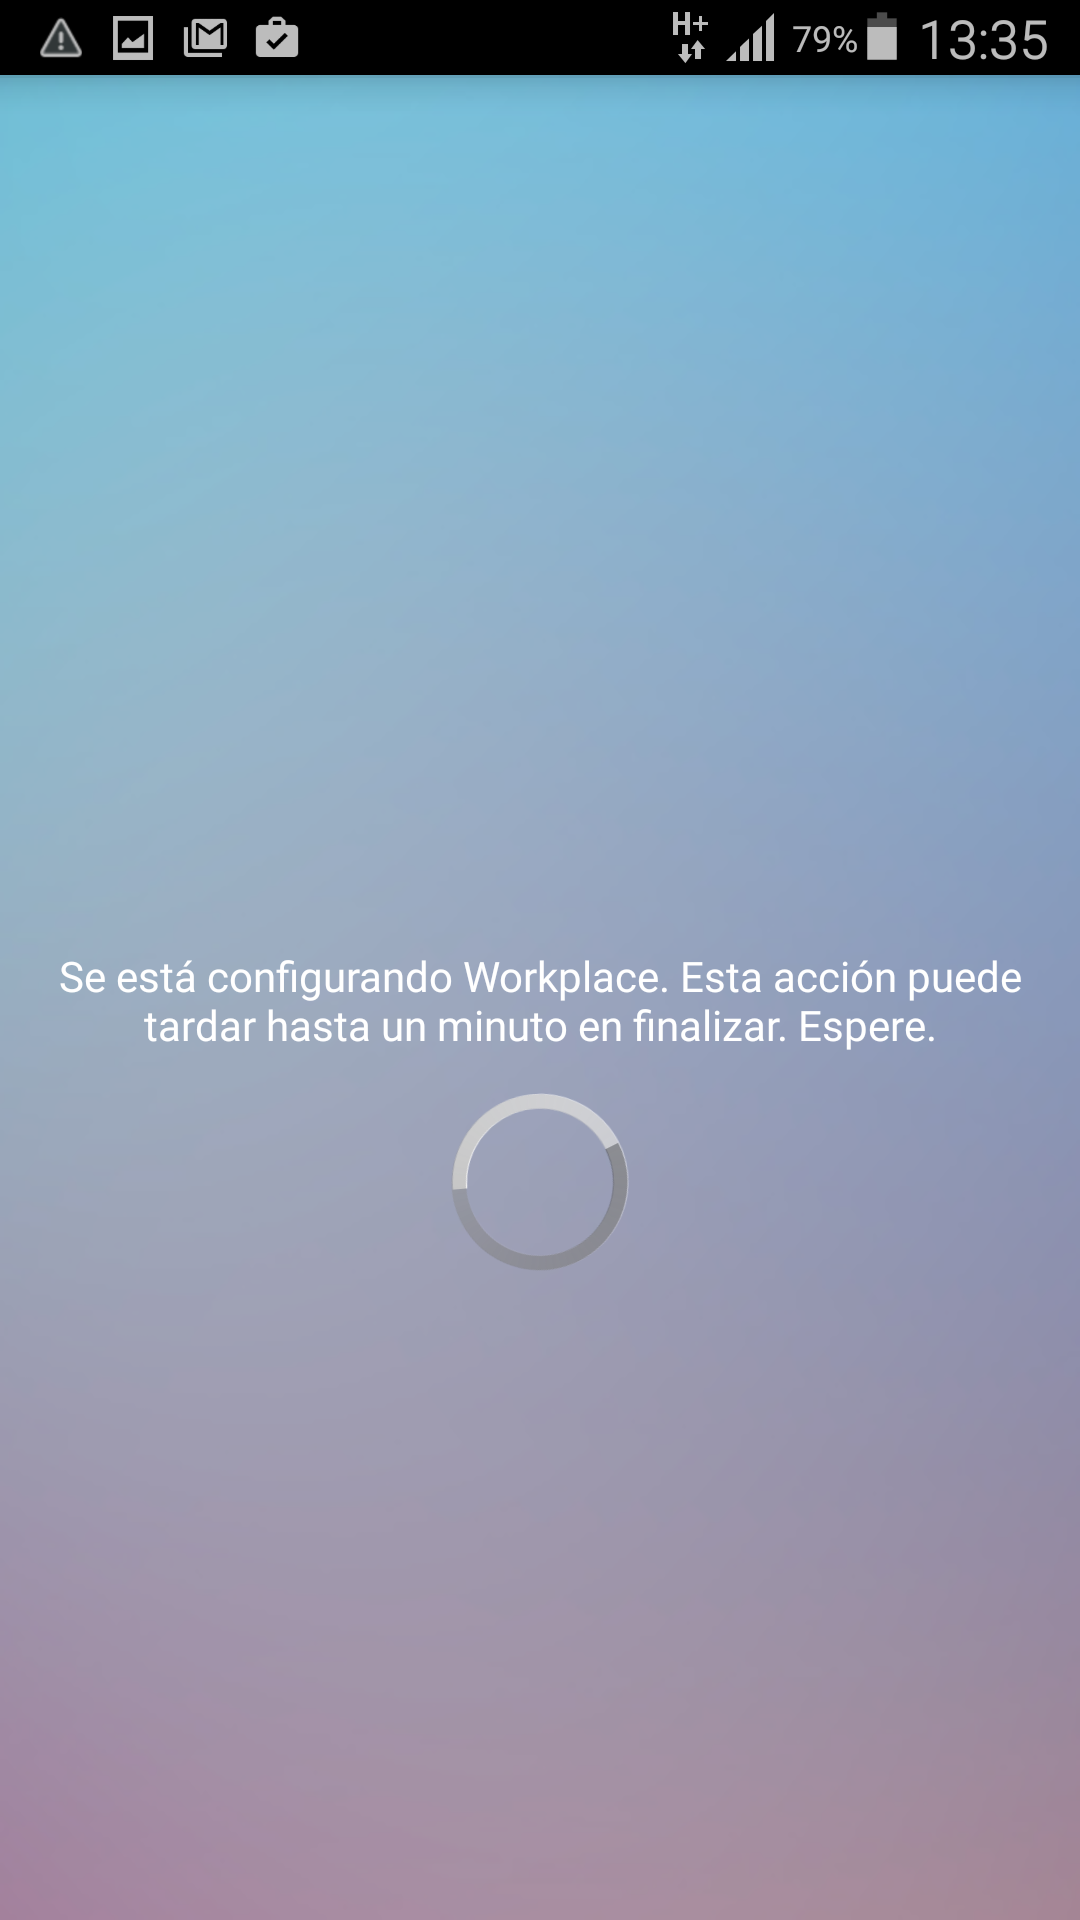 H+ 79% 13:35
Se está configurando Workplace. Esta acción puede
tardar hasta un minuto en finalizar. Espere.